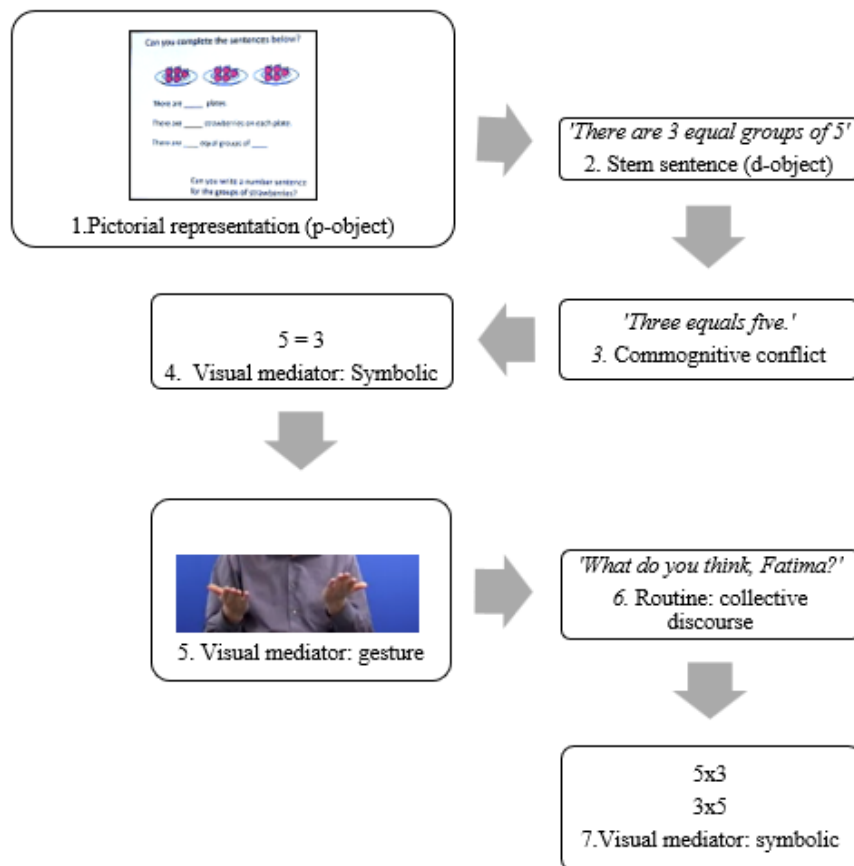 Can you complete the sentences below?
There are ____ plates.
There are ____ strawberries on each plate.
There are ____ equal groups of ____
Can you write a number sentence
for the groups of strawberries?
1.Pictorial representation (p-object)
'There are 3 equal groups of 5'
2. Stem sentence (d-object)
'Three equals five.'
3. Commognitive conflict
5 = 3
4. Visual mediator: Symbolic
5. Visual mediator: gesture
'What do you think, Fatima?'
6. Routine: collective
discourse
5x3
3x5
7.Visual mediator: symbolic